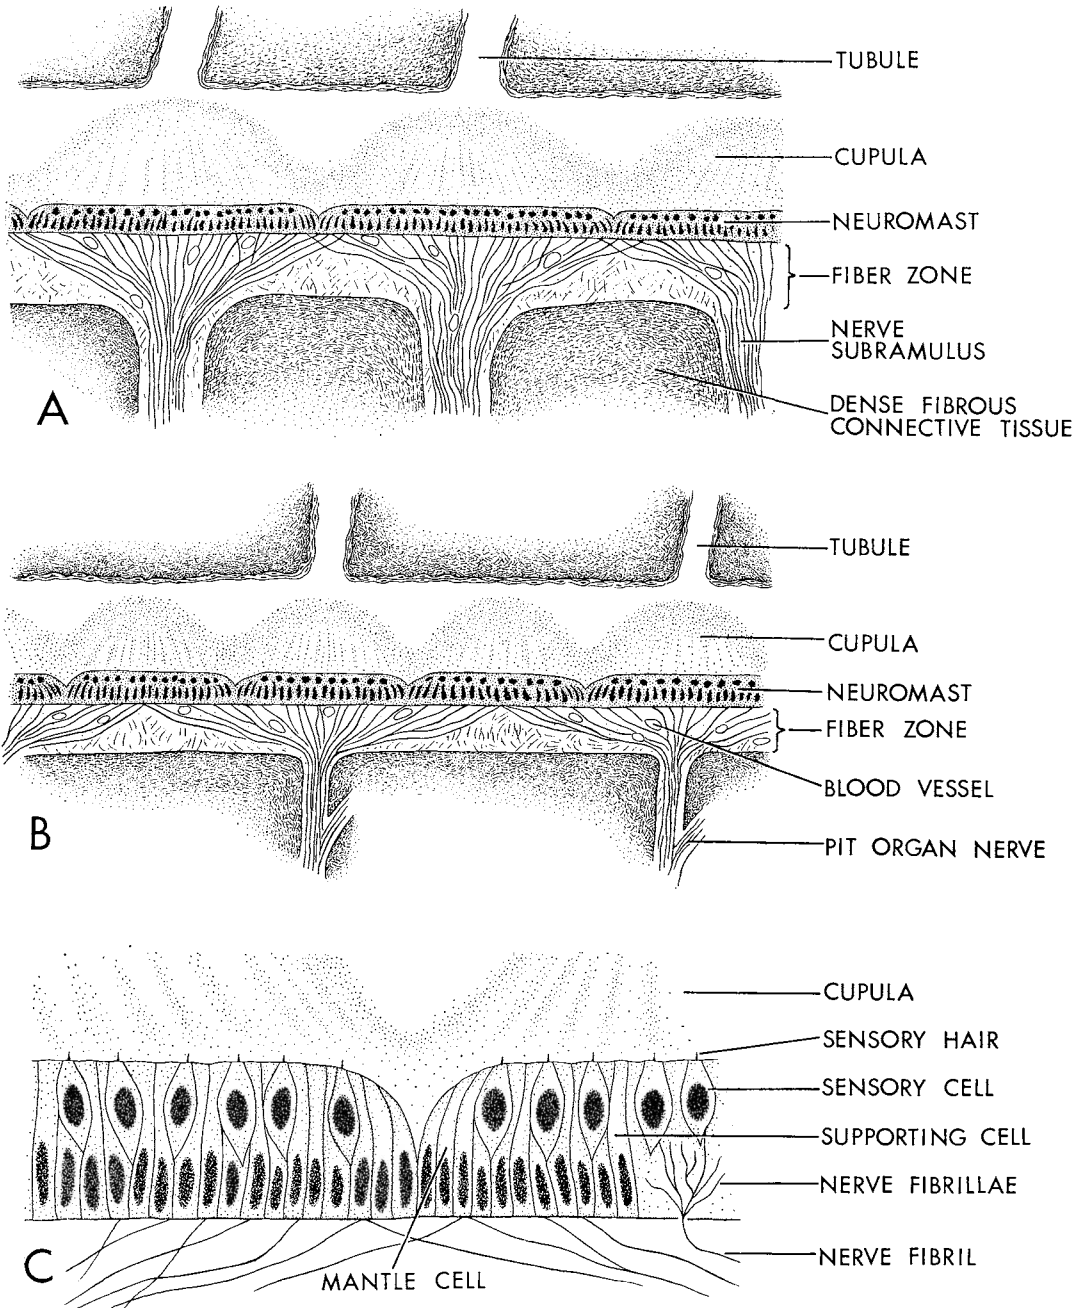 TUBULE
CUPULA
NEUROMAST
FIBER ZONE
NERVE
SUBRAMULUS
DENSE FIBROUS
CONNECTIVE TISSUE
A
TUBULE
CUPULA
NEUROMAST
FIBER ZONE
BLOOD VESSEL
PIT ORGAN NERVE
B
CUPULA
SENSORY HAIR
SENSORY CELL
SUPPORTING CELL
NERVE FIBRILLAE
NERVE FIBRIL
MANTLE CELL
C